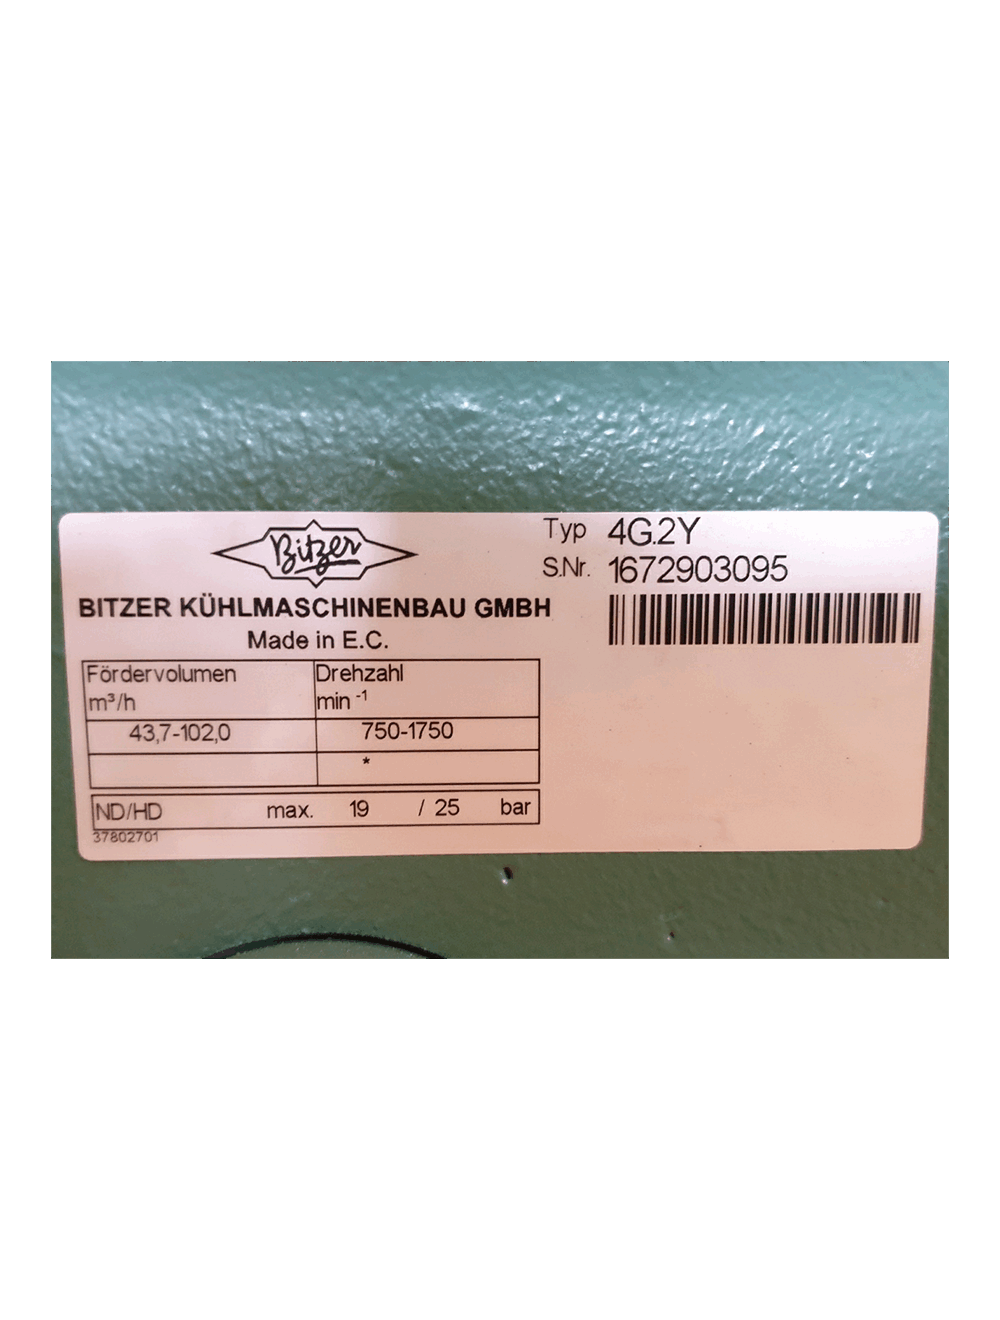 Bitzer
BITZER KÜHLMASCHINENBAU GMBH
Made in E.C.
Typ 4G.2Y
S.Nr. 1672903095
Fördervolumen Drehzahl
m³/h min⁻¹
43,7-102,0 750-1750
*
ND/HD max. 19 / 25 bar
37802701